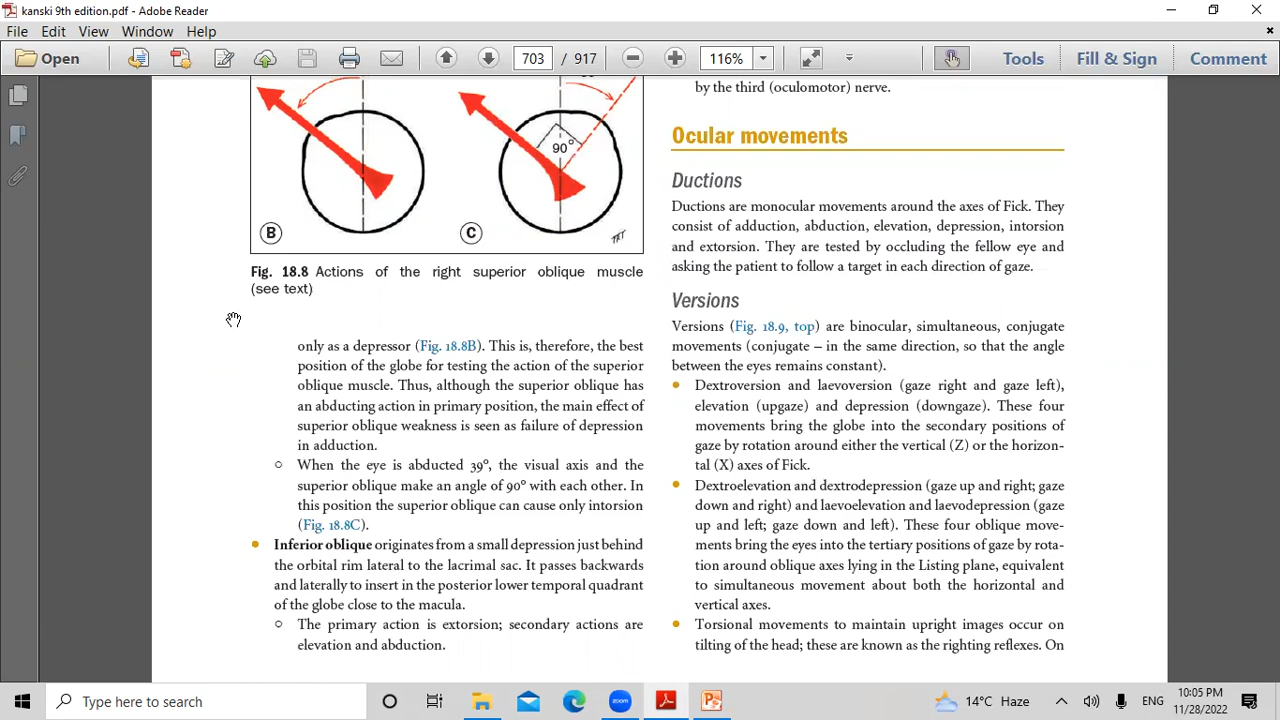 kanski 9th edition.pdf - Adobe Reader
File Edit View Window Help
Open 703 / 917 116% Tools Fill & Sign Comment
90°
B
C
Fig. 18.8 Actions of the right superior oblique muscle
(see text)
only as a depressor (Fig. 18.8B). This is, therefore, the best
position of the globe for testing the action of the superior
oblique muscle. Thus, although the superior oblique has
an abducting action in primary position, the main effect of
superior oblique weakness is seen as failure of depression
in adduction.
○ When the eye is abducted 39°, the visual axis and the
superior oblique make an angle of 90° with each other. In
this position the superior oblique can cause only intorsion
(Fig. 18.8C).
• Inferior oblique originates from a small depression just behind
the orbital rim lateral to the lacrimal sac. It passes backwards
and laterally to insert in the posterior lower temporal quadrant
of the globe close to the macula.
○ The primary action is extorsion; secondary actions are
elevation and abduction.
by the third (oculomotor) nerve.
Ocular movements
Ductions
Ductions are monocular movements around the axes of Fick. They
consist of adduction, abduction, elevation, depression, intorsion
and extorsion. They are tested by occluding the fellow eye and
asking the patient to follow a target in each direction of gaze.
Versions
Versions (Fig. 18.9, top) are binocular, simultaneous, conjugate
movements (conjugate – in the same direction, so that the angle
between the eyes remains constant).
• Dextroversion and laevoversion (gaze right and gaze left),
elevation (upgaze) and depression (downgaze). These four
movements bring the globe into the secondary positions of
gaze by rotation around either the vertical (Z) or the horizon-
tal (X) axes of Fick.
• Dextroelevation and dextrodepression (gaze up and right; gaze
down and right) and laevoelevation and laevodepression (gaze
up and left; gaze down and left). These four oblique move-
ments bring the eyes into the tertiary positions of gaze by rota-
tion around oblique axes lying in the Listing plane, equivalent
to simultaneous movement about both the horizontal and
vertical axes.
• Torsional movements to maintain upright images occur on
tilting of the head; these are known as the righting reflexes. On
Type here to search
zoom
14°C Haze
ENG
10:05 PM
11/28/2022